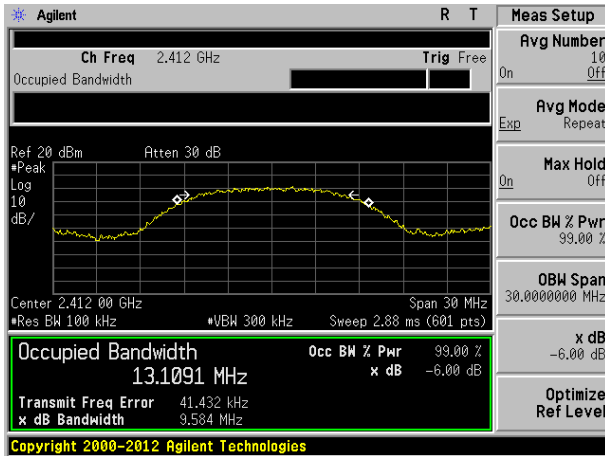 Agilent R T
Ch Freq 2.412 GHz Trig Free
Occupied Bandwidth
Ref 20 dBm Atten 30 dB
#Peak
Log
10
dB/
Center 2.412 00 GHz Span 30 MHz
#Res BW 100 kHz #VBW 300 kHz Sweep 2.88 ms (601 pts)
Occupied Bandwidth Occ BW % Pwr 99.00 %
13.1091 MHz x dB -6.00 dB
Transmit Freq Error 41.432 kHz
x dB Bandwidth 9.584 MHz
Copyright 2000-2012 Agilent Technologies
Meas Setup
Avg Number
10
On Off
Avg Mode
Exp Repeat
Max Hold
On Off
Occ BW % Pwr
99.00 %
OBW Span
30.0000000 MHz
x dB
-6.00 dB
Optimize
Ref Level